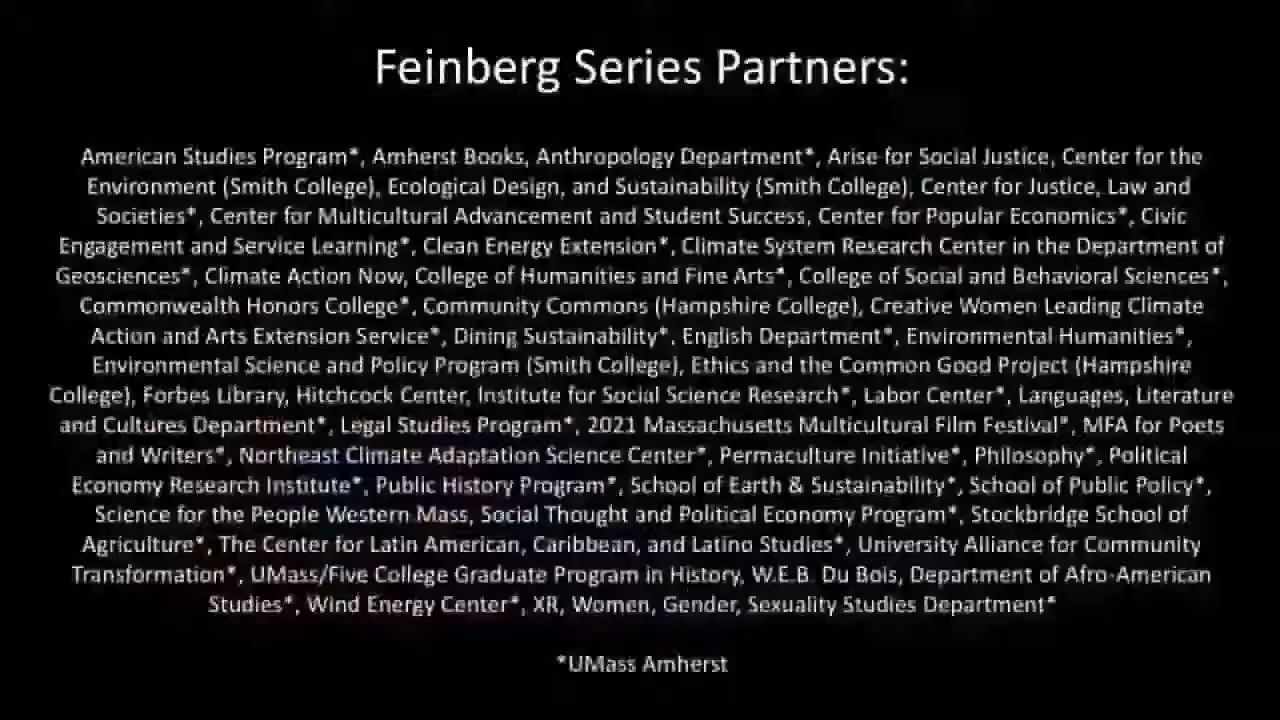 Feinberg Series Partners:
American Studies Program*, Amherst Books, Anthropology Department*, Arise for Social Justice, Center for the
Environment (Smith College), Ecological Design, and Sustainability (Smith College), Center for Justice, Law and
Societies*, Center for Multicultural Advancement and Student Success, Center for Popular Economics*, Civic
Engagement and Service Learning*, Clean Energy Extension*, Climate System Research Center in the Department of
Geosciences*, Climate Action Now, College of Humanities and Fine Arts*, College of Social and Behavioral Sciences*,
Commonwealth Honors College*, Community Commons (Hampshire College), Creative Women Leading Climate
Action and Arts Extension Service*, Dining Sustainability*, English Department*, Environmental Humanities*,
Environmental Science and Policy Program (Smith College), Ethics and the Common Good Project (Hampshire
College), Forbes Library, Hitchcock Center, Institute for Social Science Research*, Labor Center*, Languages, Literature
and Cultures Department*, Legal Studies Program*, 2021 Massachusetts Multicultural Film Festival*, MFA for Poets
and Writers*, Northeast Climate Adaptation Science Center*, Permaculture Initiative*, Philosophy*, Political
Economy Research Institute*, Public History Program*, School of Earth & Sustainability*, School of Public Policy*,
Science for the People Western Mass, Social Thought and Political Economy Program*, Stockbridge School of
Agriculture*, The Center for Latin American, Caribbean, and Latino Studies*, University Alliance for Community
Transformation*, UMass/Five College Graduate Program in History, W.E.B. Du Bois, Department of Afro-American
Studies*, Wind Energy Center*, XR, Women, Gender, Sexuality Studies Department*
*UMass Amherst